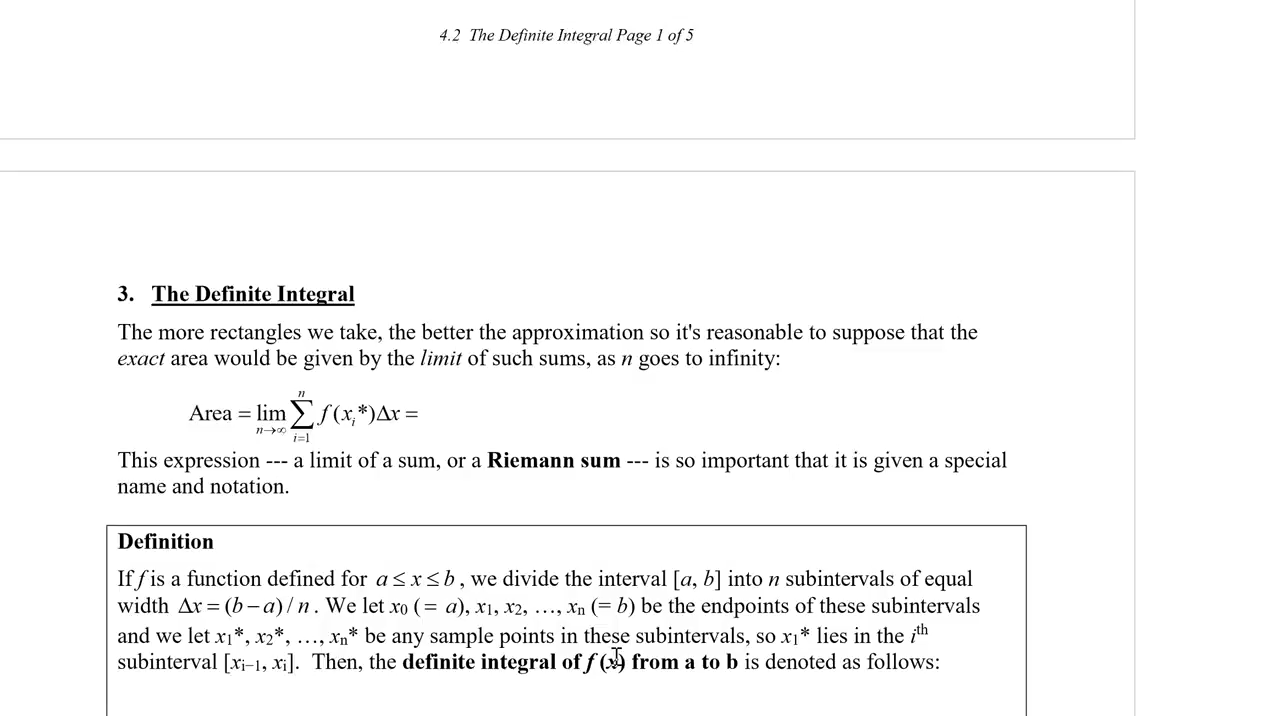 4.2 The Definite Integral Page 1 of 5
3. The Definite Integral
The more rectangles we take, the better the approximation so it's reasonable to suppose that the
exact area would be given by the limit of such sums, as n goes to infinity:
Area = lim n→∞ ∑ i=1 n f(xᵢ*)Δx =
This expression --- a limit of a sum, or a Riemann sum --- is so important that it is given a special
name and notation.
Definition
If f is a function defined for a ≤ x ≤ b, we divide the interval [a, b] into n subintervals of equal
width Δx = (b − a) / n. We let x₀ (= a), x₁, x₂, …, xₙ (= b) be the endpoints of these subintervals
and we let x₁*, x₂*, …, xₙ* be any sample points in these subintervals, so x₁* lies in the iᵗʰ
subinterval [xᵢ₋₁, xᵢ]. Then, the definite integral of f (x) from a to b is denoted as follows: